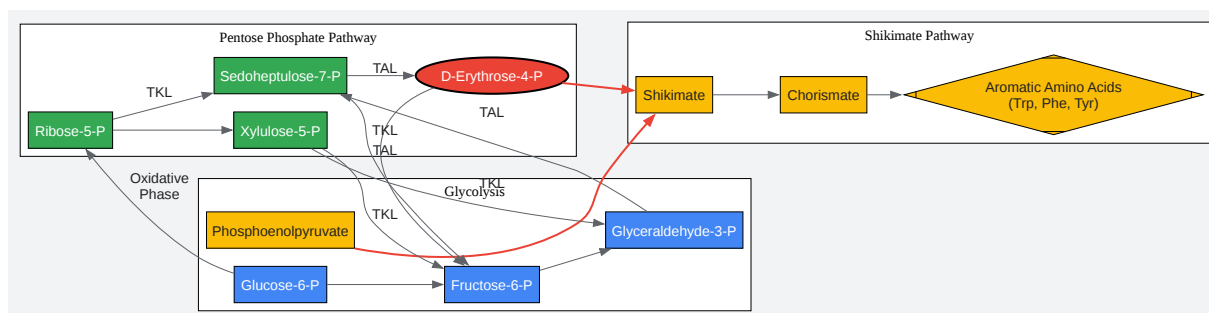 Pentose Phosphate Pathway
Shikimate Pathway
Sedoheptulose-7-P
TAL
D-Erythrose-4-P
TKL
Shikimate
Chorismate
Aromatic Amino Acids
(Trp, Phe, Tyr)
TAL
Ribose-5-P
Xylulose-5-P
TKL
TAL
Oxidative
Phase
TKL
Glycolysis
TKL
Phosphoenolpyruvate
Glyceraldehyde-3-P
Glucose-6-P
Fructose-6-P